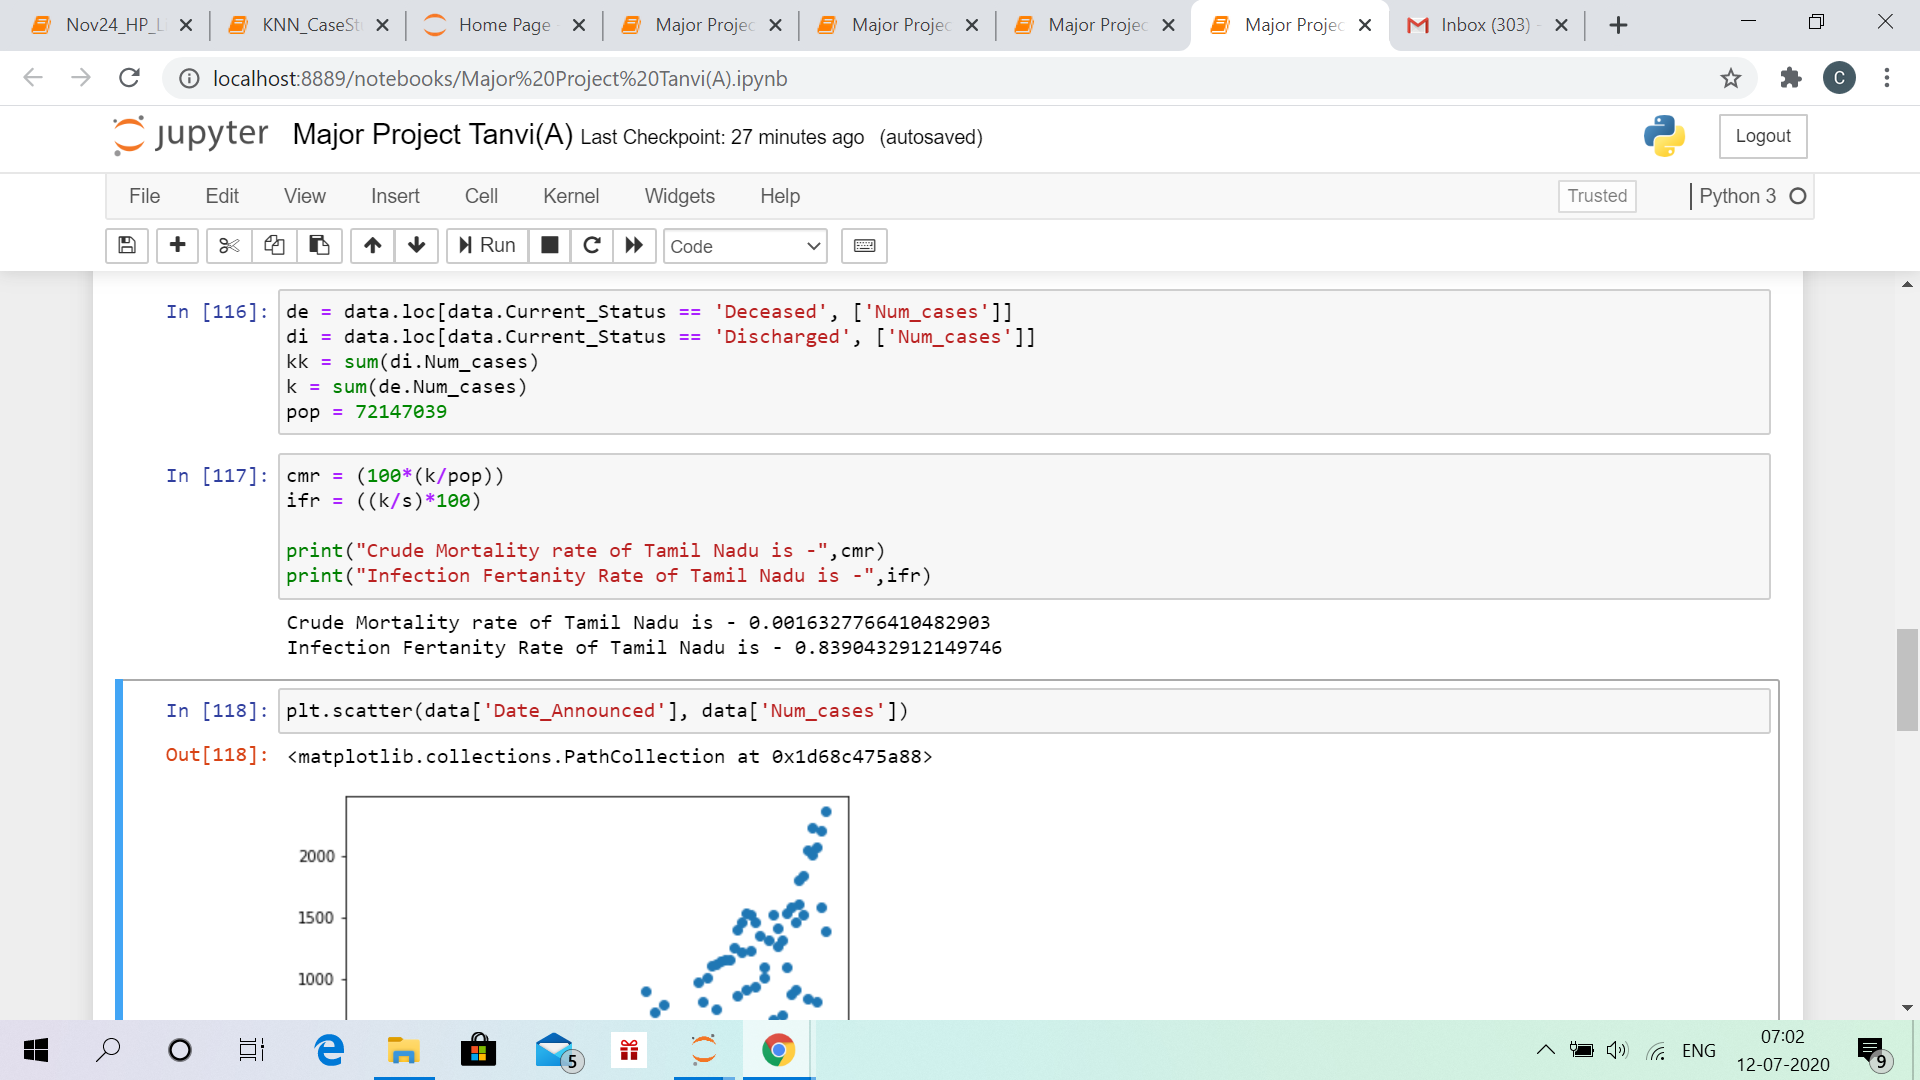 Nov24_HP_Li
KNN_CaseStu
Home Page
Major Projec
Major Projec
Major Projec
Major Projec
Inbox (303) -
localhost:8889/notebooks/Major%20Project%20Tanvi(A).ipynb
C
jupyter Major Project Tanvi(A) Last Checkpoint: 27 minutes ago (autosaved)
Logout
File Edit View Insert Cell Kernel Widgets Help
Trusted
Python 3
Run
Code
In [116]: de = data.loc[data.Current_Status == 'Deceased', ['Num_cases']]
di = data.loc[data.Current_Status == 'Discharged', ['Num_cases']]
kk = sum(di.Num_cases)
k = sum(de.Num_cases)
pop = 72147039
In [117]: cmr = (100*(k/pop))
ifr = ((k/s)*100)
print("Crude Mortality rate of Tamil Nadu is -",cmr)
print("Infection Fertanity Rate of Tamil Nadu is -",ifr)
Crude Mortality rate of Tamil Nadu is - 0.0016327766410482903
Infection Fertanity Rate of Tamil Nadu is - 0.8390432912149746
In [118]: plt.scatter(data['Date_Announced'], data['Num_cases'])
Out[118]: <matplotlib.collections.PathCollection at 0x1d68c475a88>
2000
1500
1000
5
ENG
07:02
12-07-2020
9